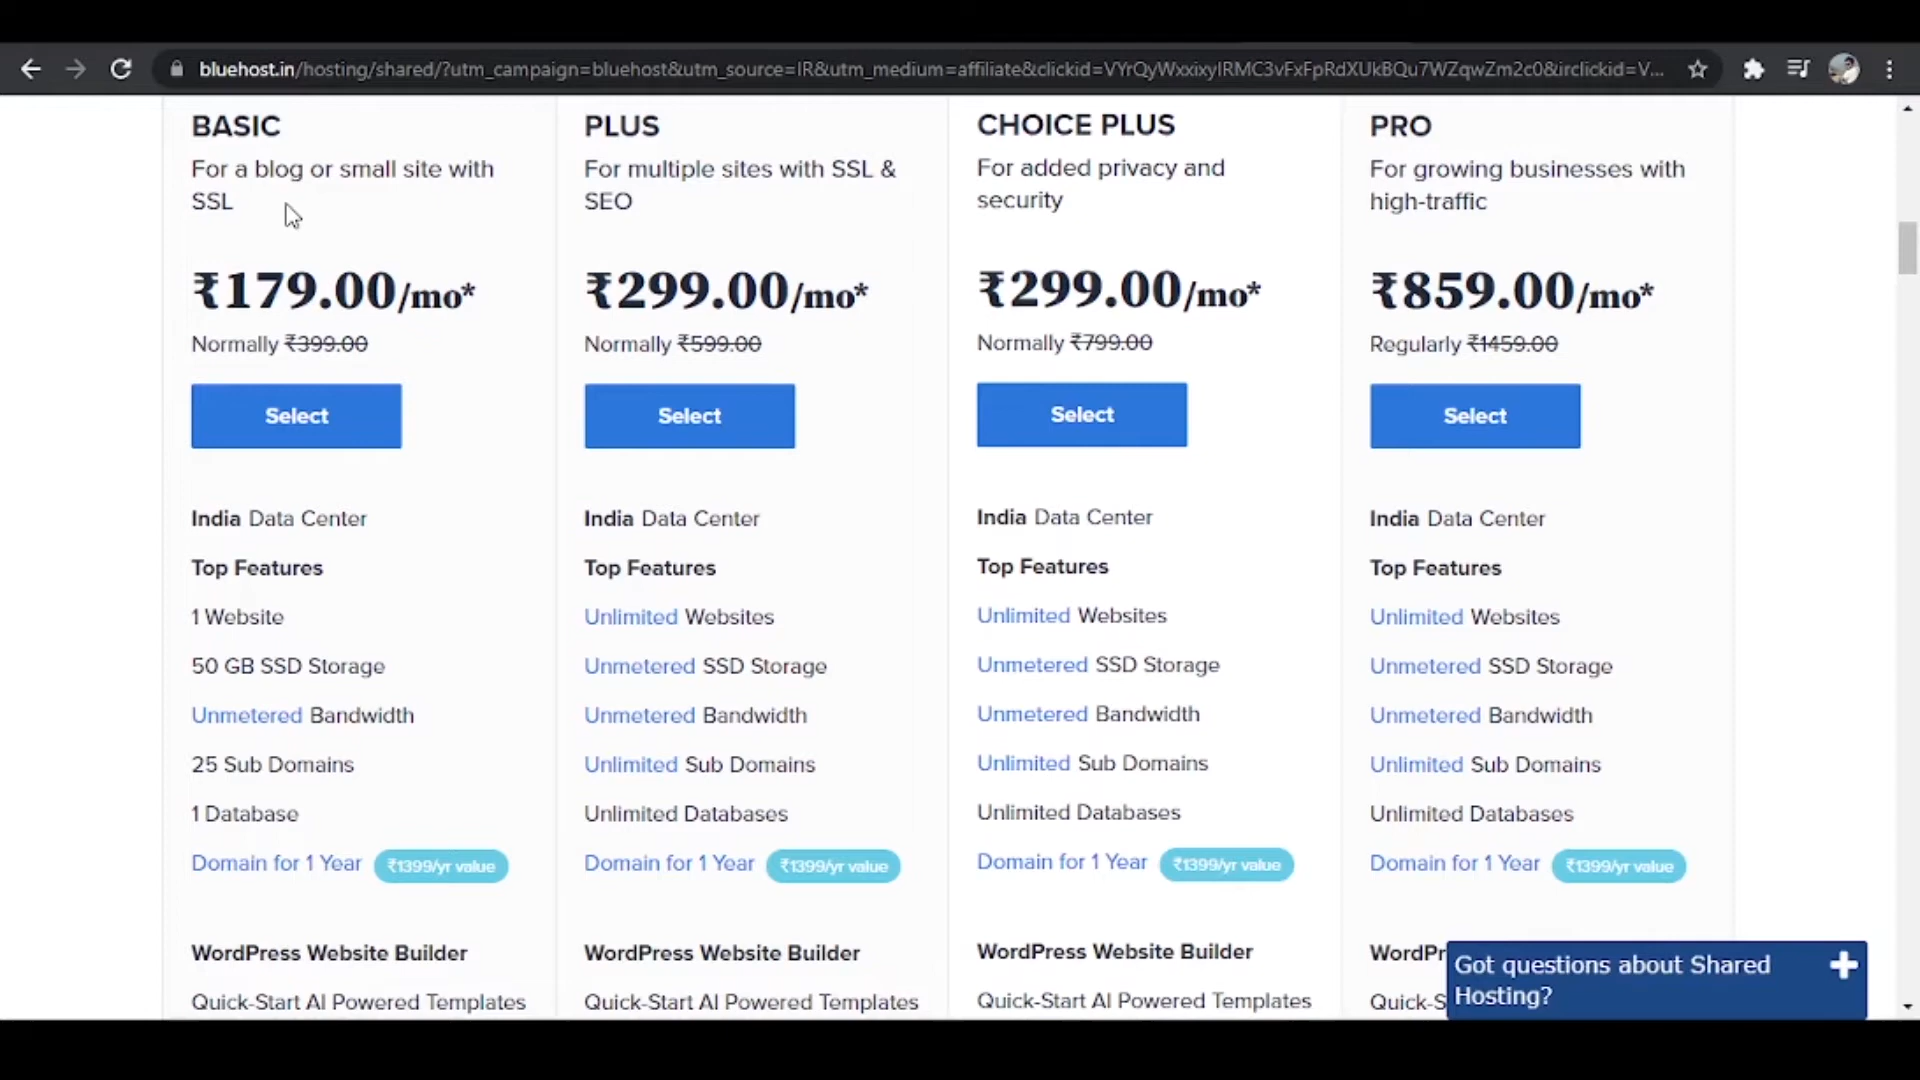 bluehost.in/hosting/shared/?utm_campaign=bluehost&utm_source=IR&utm_medium=affiliate&clickid=VYrQyWxxixyIRMC3vFxFpRdXUkBQu7WZqwZm2c0&irclickid=V...
BASIC
For a blog or small site with
SSL
₹179.00/mo*
Normally ₹399.00
Select
India Data Center
Top Features
1 Website
50 GB SSD Storage
Unmetered Bandwidth
25 Sub Domains
1 Database
Domain for 1 Year ₹1399/yr value
WordPress Website Builder
Quick-Start AI Powered Templates
PLUS
For multiple sites with SSL &
SEO
₹299.00/mo*
Normally ₹599.00
Select
India Data Center
Top Features
Unlimited Websites
Unmetered SSD Storage
Unmetered Bandwidth
Unlimited Sub Domains
Unlimited Databases
Domain for 1 Year ₹1399/yr value
WordPress Website Builder
Quick-Start AI Powered Templates
CHOICE PLUS
For added privacy and
security
₹299.00/mo*
Normally ₹799.00
Select
India Data Center
Top Features
Unlimited Websites
Unmetered SSD Storage
Unmetered Bandwidth
Unlimited Sub Domains
Unlimited Databases
Domain for 1 Year ₹1399/yr value
WordPress Website Builder
Quick-Start AI Powered Templates
PRO
For growing businesses with
high-traffic
₹859.00/mo*
Regularly ₹1459.00
Select
India Data Center
Top Features
Unlimited Websites
Unmetered SSD Storage
Unmetered Bandwidth
Unlimited Sub Domains
Unlimited Databases
Domain for 1 Year ₹1399/yr value
WordPr
Quick-S
Got questions about Shared
Hosting?